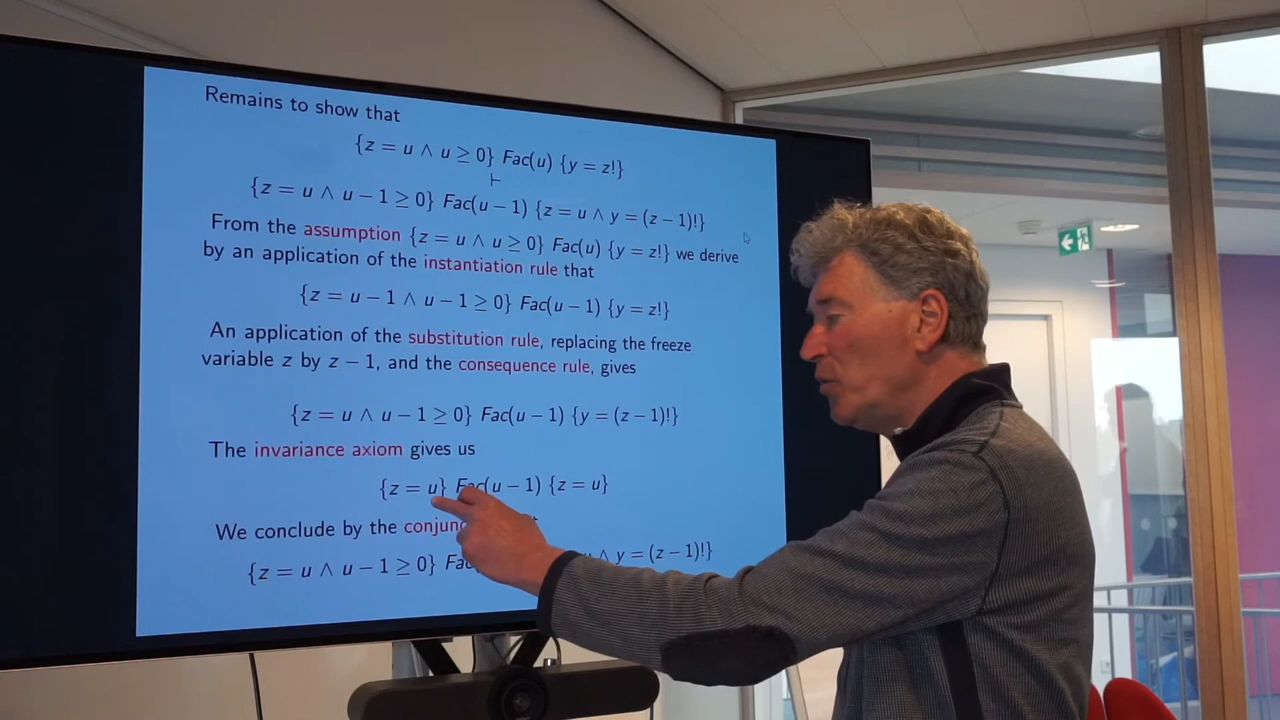 Remains to show that
{z = u ∧ u ≥ 0} Fac(u) {y = z!}
⊢
{z = u ∧ u − 1 ≥ 0} Fac(u − 1) {z = u ∧ y = (z − 1)!}
From the assumption {z = u ∧ u ≥ 0} Fac(u) {y = z!} we derive
by an application of the instantiation rule that
{z = u − 1 ∧ u − 1 ≥ 0} Fac(u − 1) {y = z!}
An application of the substitution rule, replacing the freeze
variable z by z − 1, and the consequence rule, gives
{z = u ∧ u − 1 ≥ 0} Fac(u − 1) {y = (z − 1)!}
The invariance axiom gives us
{z = u} Fac(u − 1) {z = u}
We conclude by the
{z = u ∧ u − 1 ≥ 0} ∧ y = (z − 1)!}